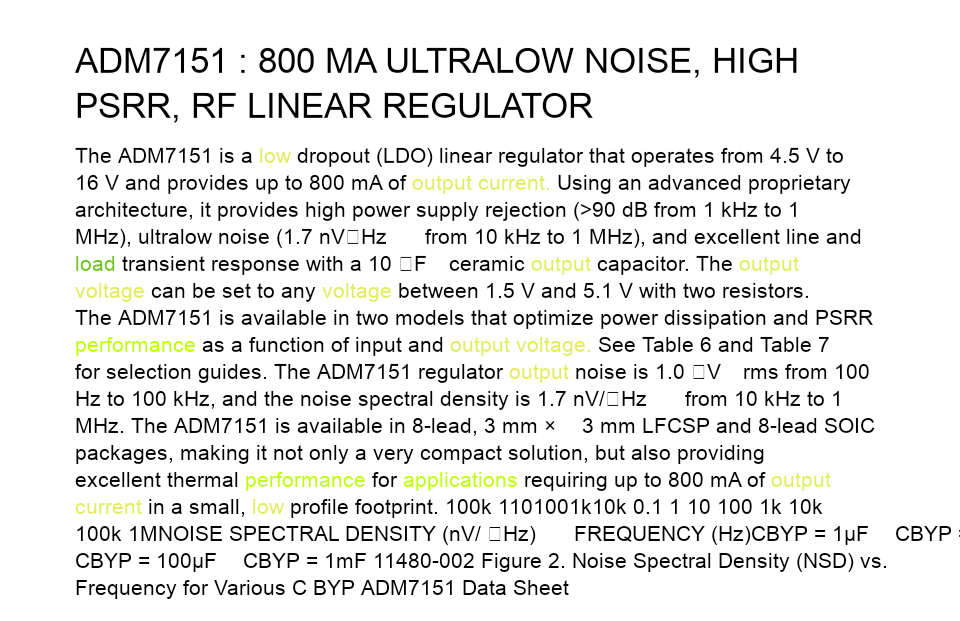 ADM7151 : 800 MA ULTRALOW NOISE, HIGH
PSRR, RF LINEAR REGULATOR
The ADM7151 is a low dropout (LDO) linear regulator that operates from 4.5 V to
16 V and provides up to 800 mA of output current. Using an advanced proprietary
architecture, it provides high power supply rejection (>90 dB from 1 kHz to 1
MHz), ultralow noise (1.7 nV□Hz from 10 kHz to 1 MHz), and excellent line and
load transient response with a 10 □F ceramic output capacitor. The output
voltage can be set to any voltage between 1.5 V and 5.1 V with two resistors.
The ADM7151 is available in two models that optimize power dissipation and PSRR
performance as a function of input and output voltage. See Table 6 and Table 7
for selection guides. The ADM7151 regulator output noise is 1.0 □V rms from 100
Hz to 100 kHz, and the noise spectral density is 1.7 nV/□Hz from 10 kHz to 1
MHz. The ADM7151 is available in 8-lead, 3 mm × 3 mm LFCSP and 8-lead SOIC
packages, making it not only a very compact solution, but also providing
excellent thermal performance for applications requiring up to 800 mA of output
current in a small, low profile footprint. 100k 1101001k10k 0.1 1 10 100 1k 10k
100k 1MNOISE SPECTRAL DENSITY (nV/ □Hz) FREQUENCY (Hz)CBYP = 1µF CBYP =
CBYP = 100µF CBYP = 1mF 11480-002 Figure 2. Noise Spectral Density (NSD) vs.
Frequency for Various C BYP ADM7151 Data Sheet